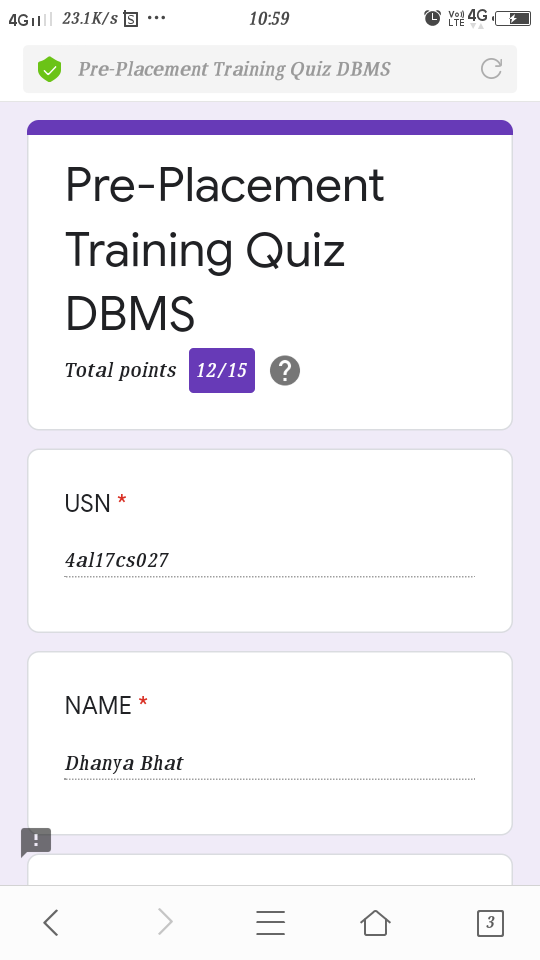 4G 23.1K/s S ... 10:59 Vo) LTE 4G
Pre-Placement Training Quiz DBMS
Pre-Placement
Training Quiz
DBMS
Total points 12/15 ?
USN *
4al17cs027
NAME *
Dhanya Bhat
!
3